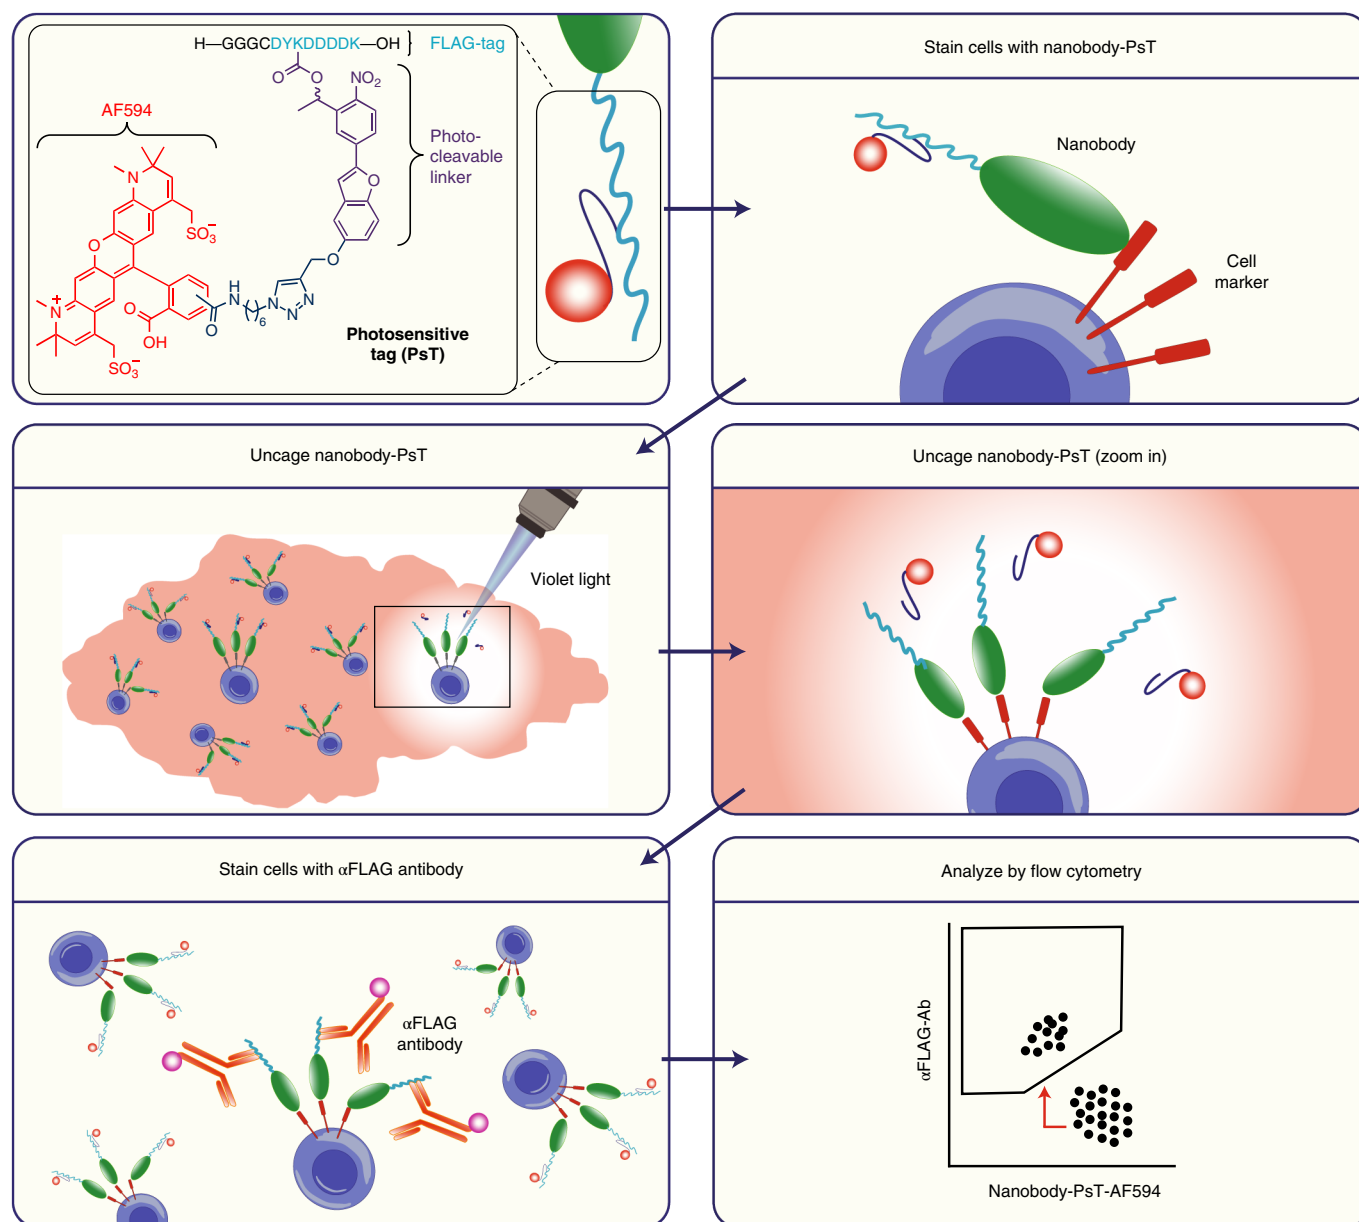 H—GGGCDYKDDDDK—OH
FLAG-tag
O
O
NO2
AF594
Photo-
cleavable
linker
N
SO3−
O
O
O
N+
O
OH
O
H
N
6
N
N
N
SO3−
Photosensitive
tag (PsT)
Stain cells with nanobody-PsT
Nanobody
Cell
marker
Uncage nanobody-PsT
Violet light
Uncage nanobody-PsT (zoom in)
Stain cells with αFLAG antibody
αFLAG
antibody
Analyze by flow cytometry
αFLAG-Ab
Nanobody-PsT-AF594